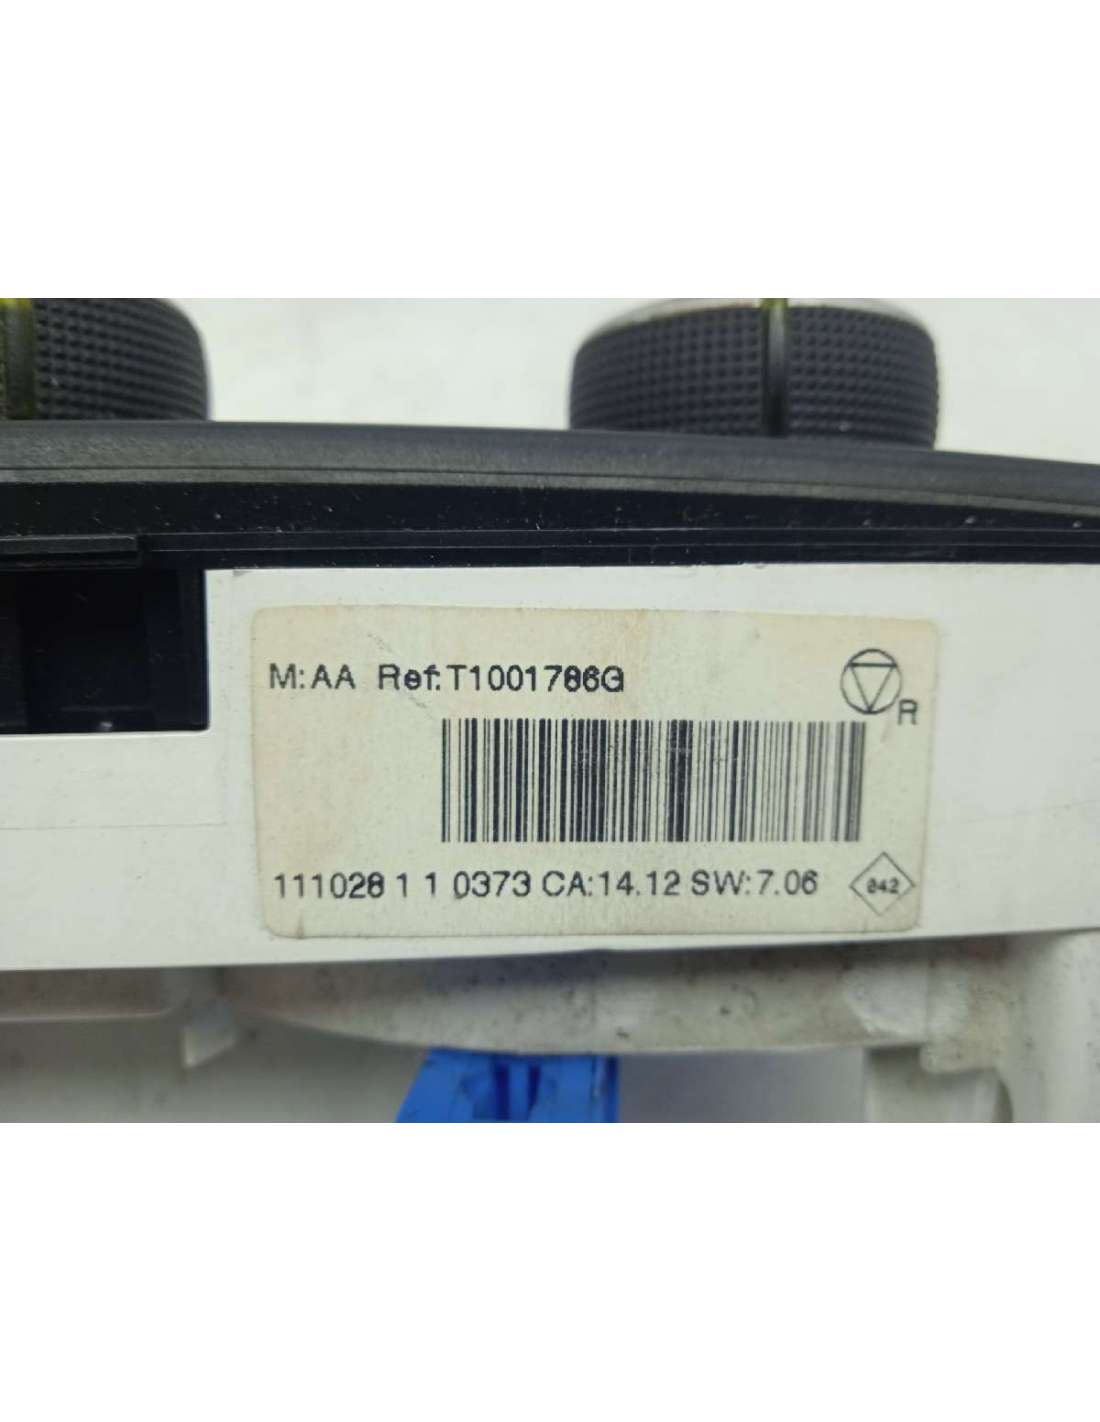 M:AA Ref:T1001786G
R
111028 1 1 0373 CA:14.12 SW:7.06
842